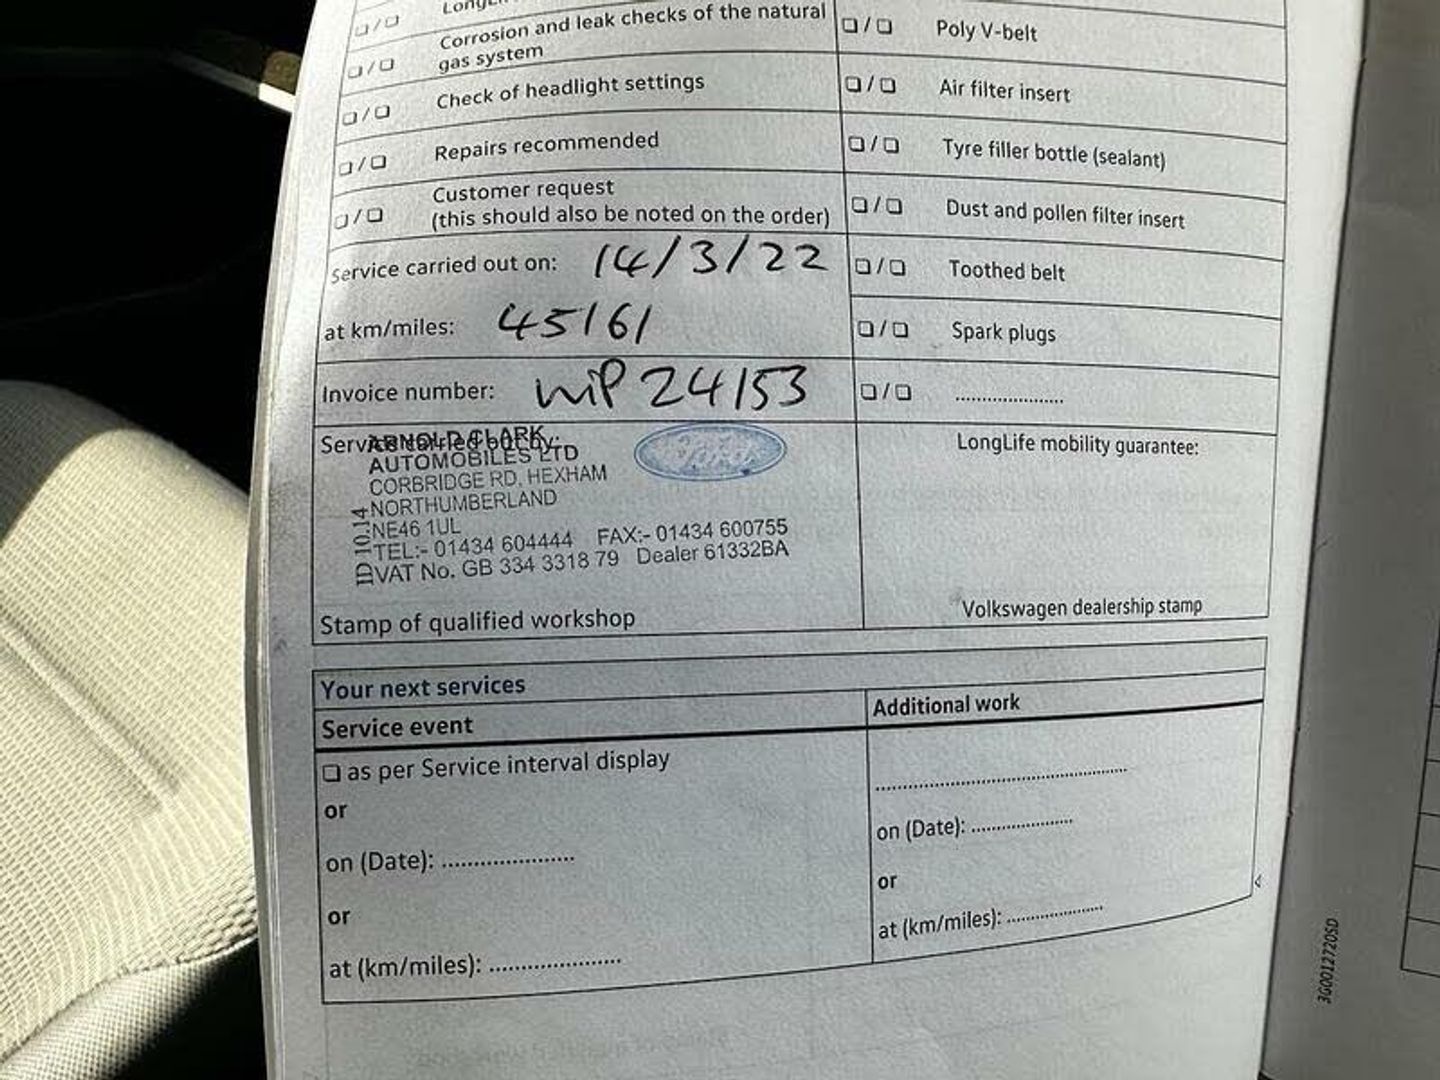 ❏/❏
❏/❏ Corrosion and leak checks of the natural gas system
❏/❏ Check of headlight settings
❏/❏ Repairs recommended
❏/❏ Customer request
(this should also be noted on the order)
Service carried out on: 14/3/22
at km/miles: 45161
Invoice number: WIP 24153
Service carried out by:
ARNOLD CLARK
AUTOMOBILES LTD
CORBRIDGE RD, HEXHAM
NORTHUMBERLAND
NE46 1UL
TEL:- 01434 604444 FAX:- 01434 600755
VAT No. GB 334 3318 79 Dealer 61332BA
Stamp of qualified workshop
❏/❏ Poly V-belt
❏/❏ Air filter insert
❏/❏ Tyre filler bottle (sealant)
❏/❏ Dust and pollen filter insert
❏/❏ Toothed belt
❏/❏ Spark plugs
❏/❏ .....................
LongLife mobility guarantee:
Volkswagen dealership stamp
Your next services
Service event
❏ as per Service interval display
or
on (Date): .....................
or
at (km/miles): .....................
Additional work
..................................................
on (Date): .....................
or
at (km/miles): .....................
3G0012720SD